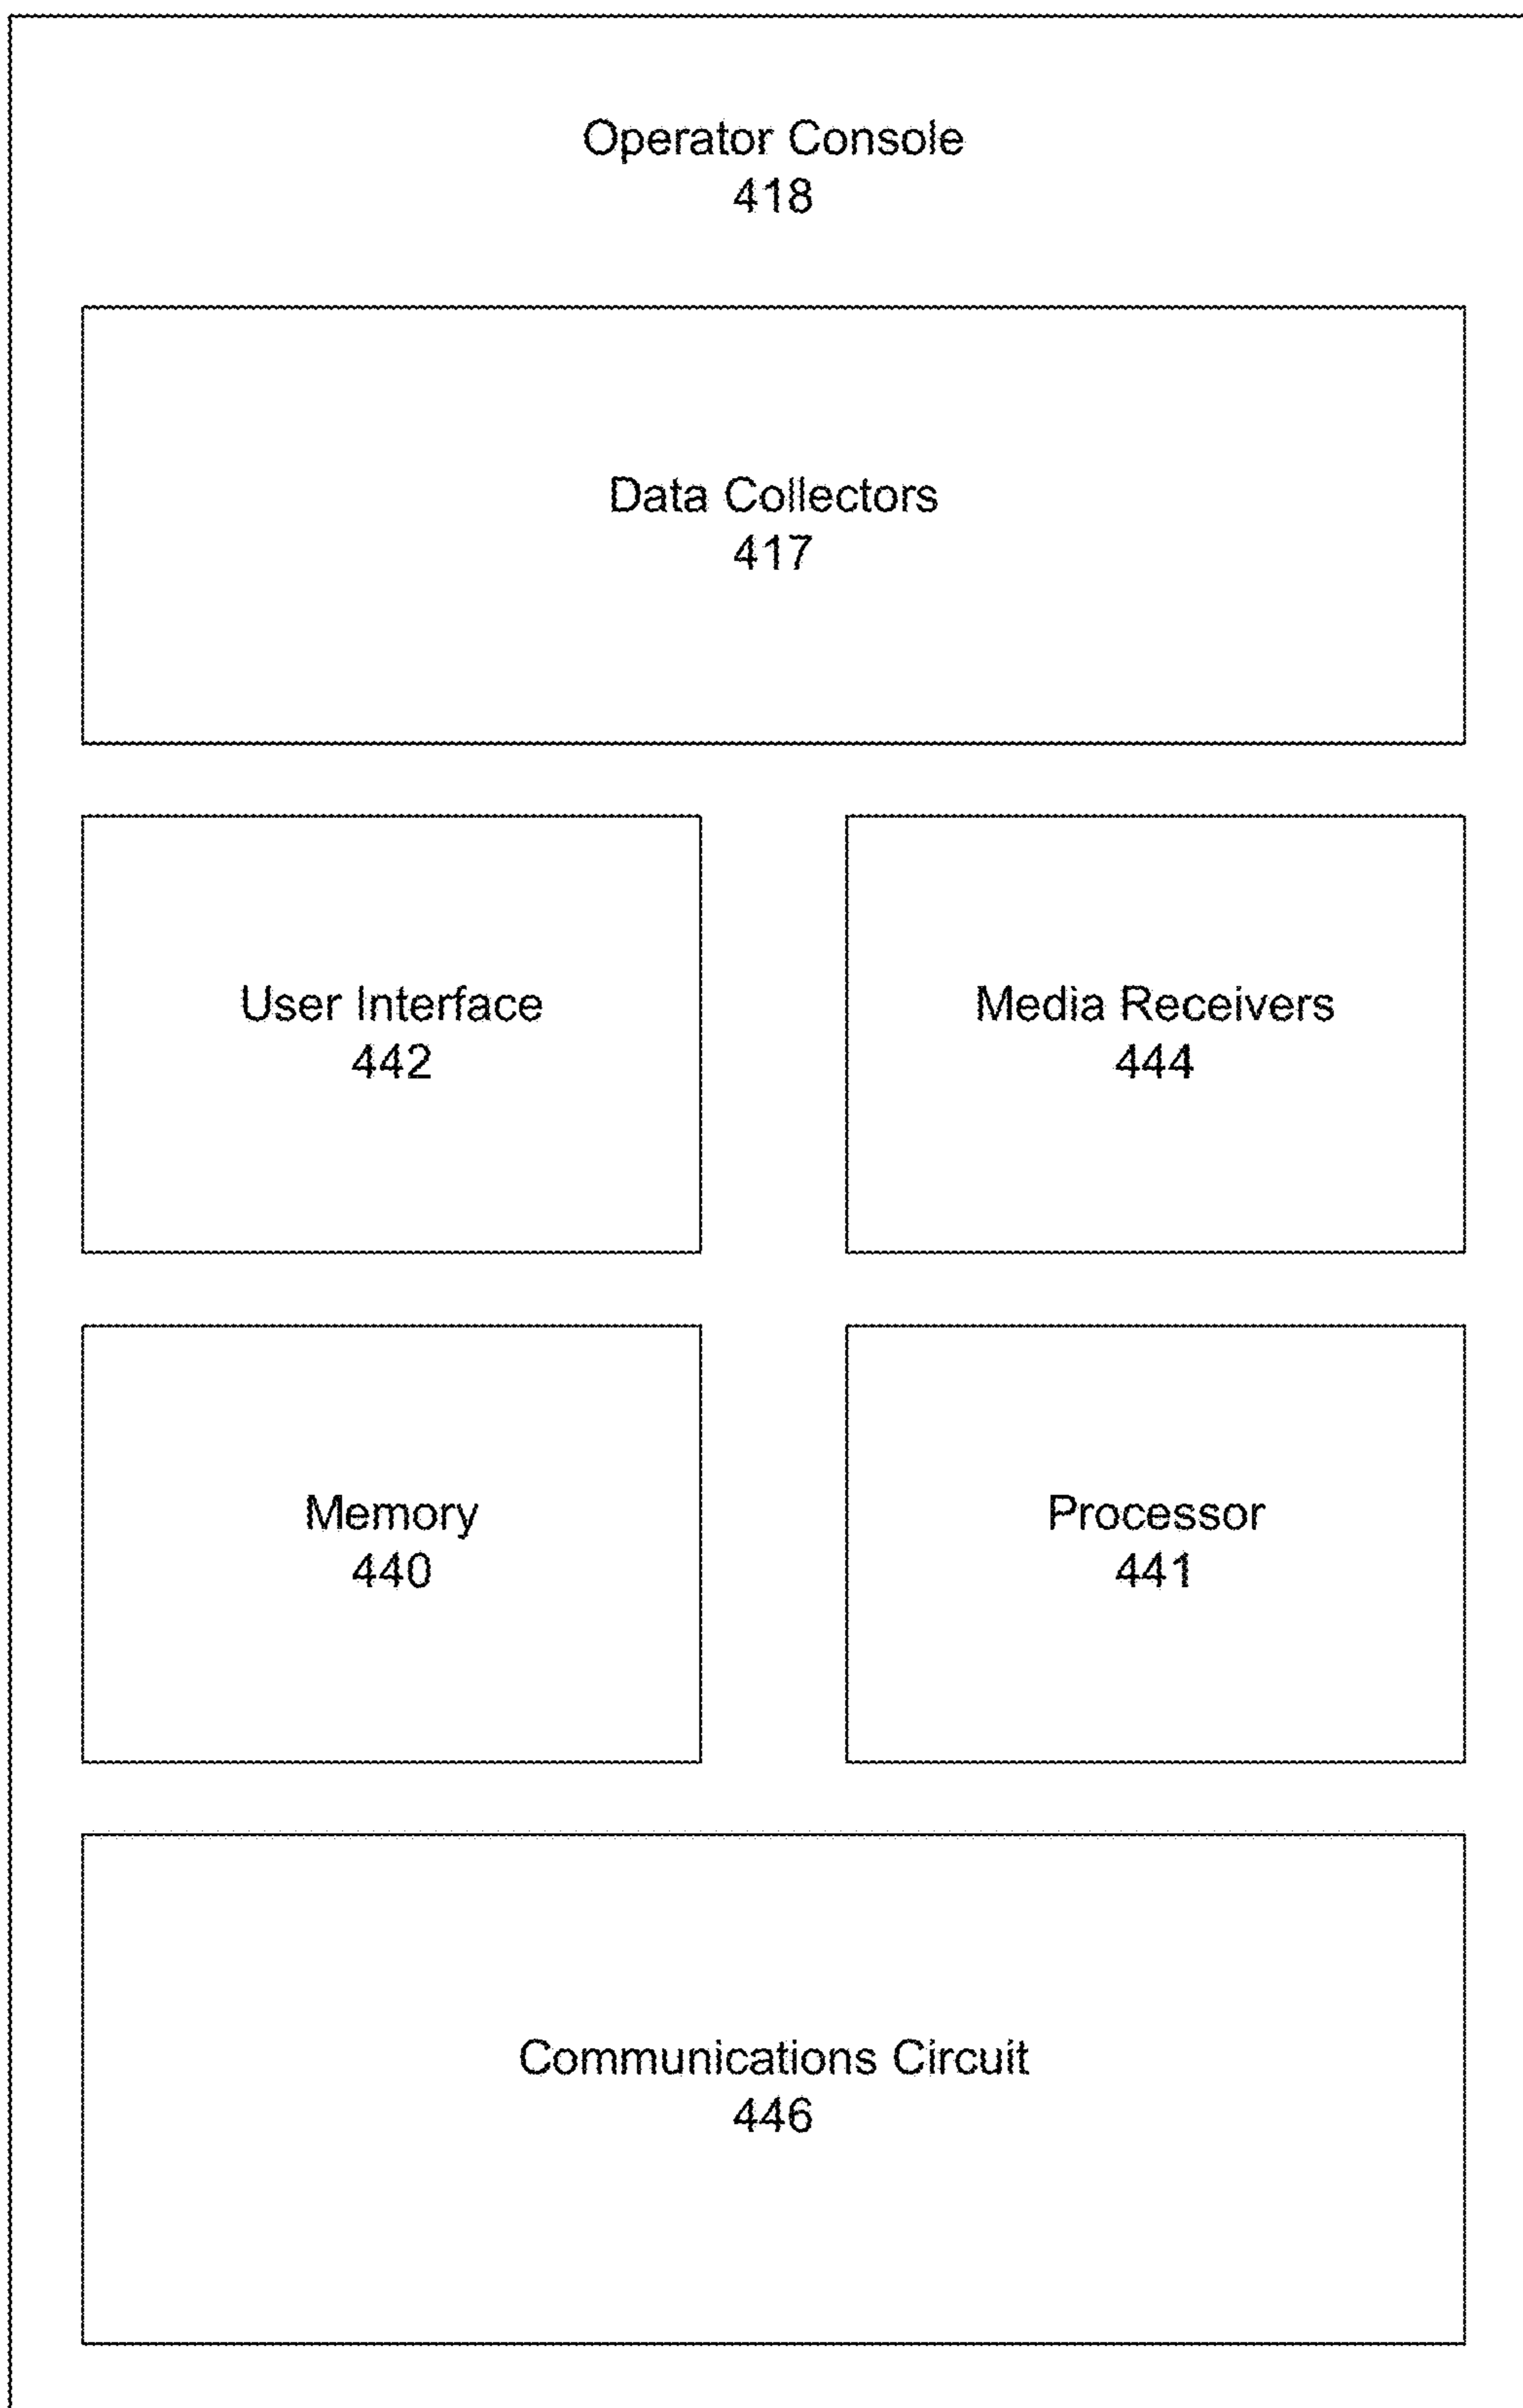 Operator Console
418
Data Collectors
417
User Interface
442
Media Receivers
444
Memory
440
Processor
441
Communications Circuit
446